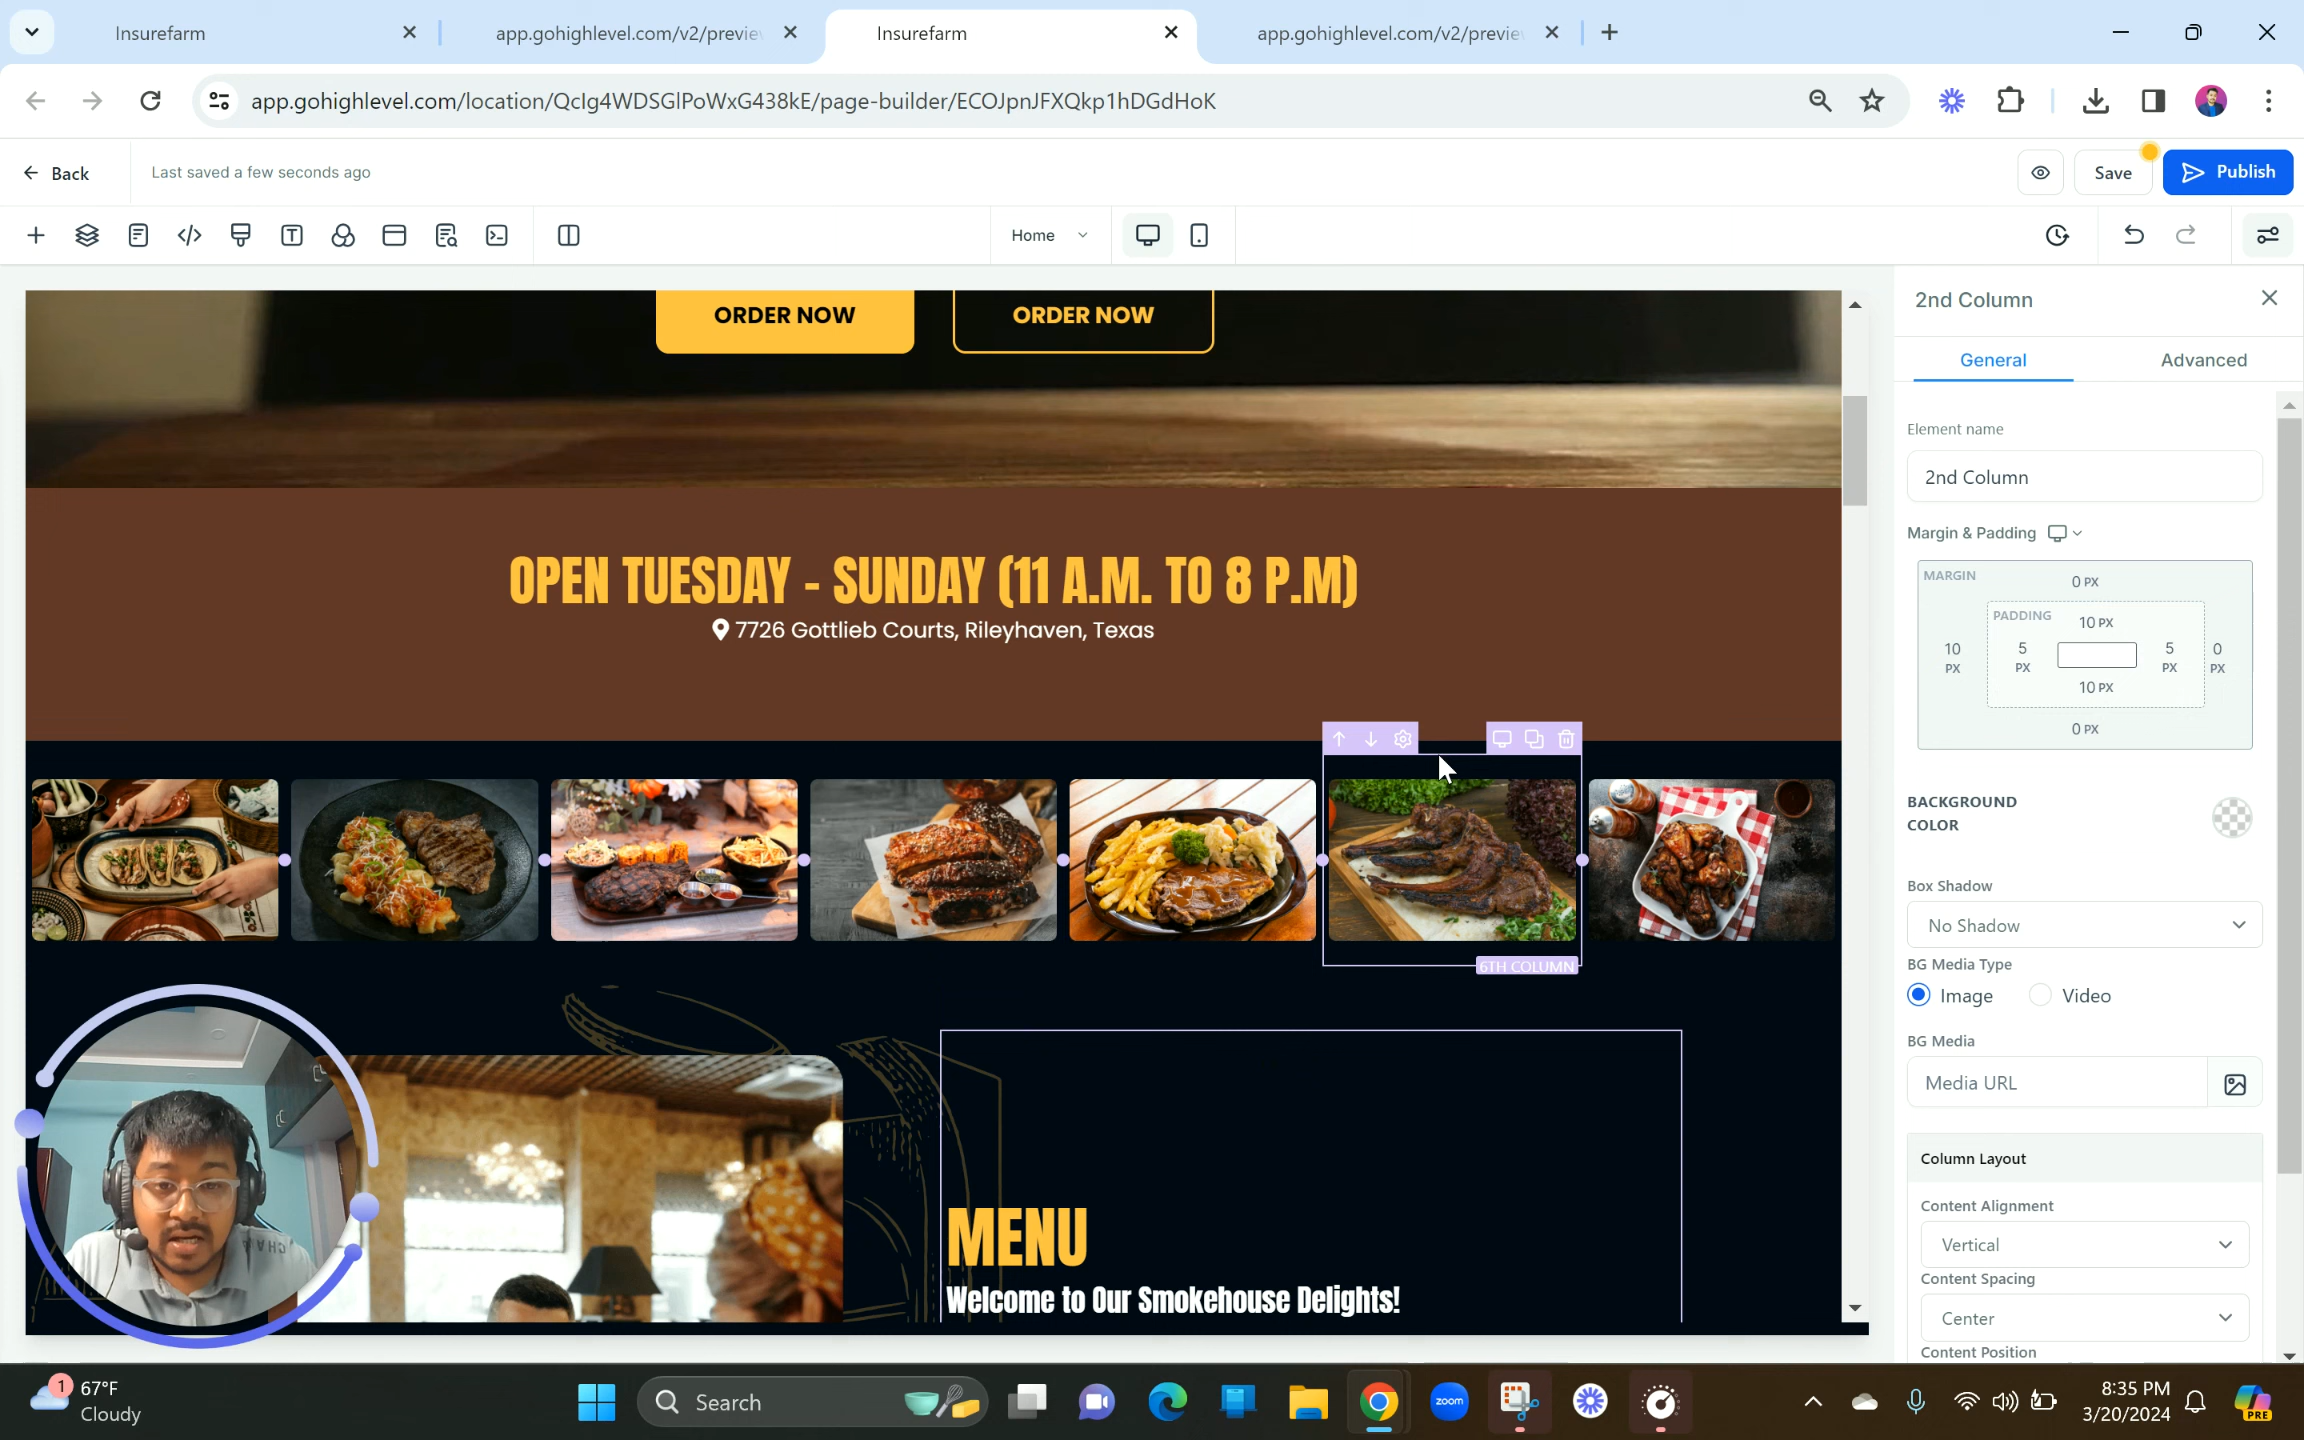 Insurefarm
app.gohighlevel.com/v2/previe
Insurefarm
app.gohighlevel.com/v2/previe
app.gohighlevel.com/location/QcIg4WDSGlPoWxG438kE/page-builder/ECOJpnJFXQkp1hDGdHoK
Back
Last saved a few seconds ago
Save
Publish
Home
ORDER NOW
ORDER NOW
OPEN TUESDAY - SUNDAY (11 A.M. TO 8 P.M)
7726 Gottlieb Courts, Rileyhaven, Texas
6TH COLUMN
MENU
Welcome to Our Smokehouse Delights!
2nd Column
General
Advanced
Element name
2nd Column
Margin & Padding
MARGIN
0 PX
PADDING
10 PX
10 PX
5 PX
5 PX
0 PX
10 PX
0 PX
BACKGROUND
COLOR
Box Shadow
No Shadow
BG Media Type
Image
Video
BG Media
Media URL
Column Layout
Content Alignment
Vertical
Content Spacing
Center
Content Position
1
67°F
Cloudy
Search
zoom
8:35 PM
3/20/2024
PRE